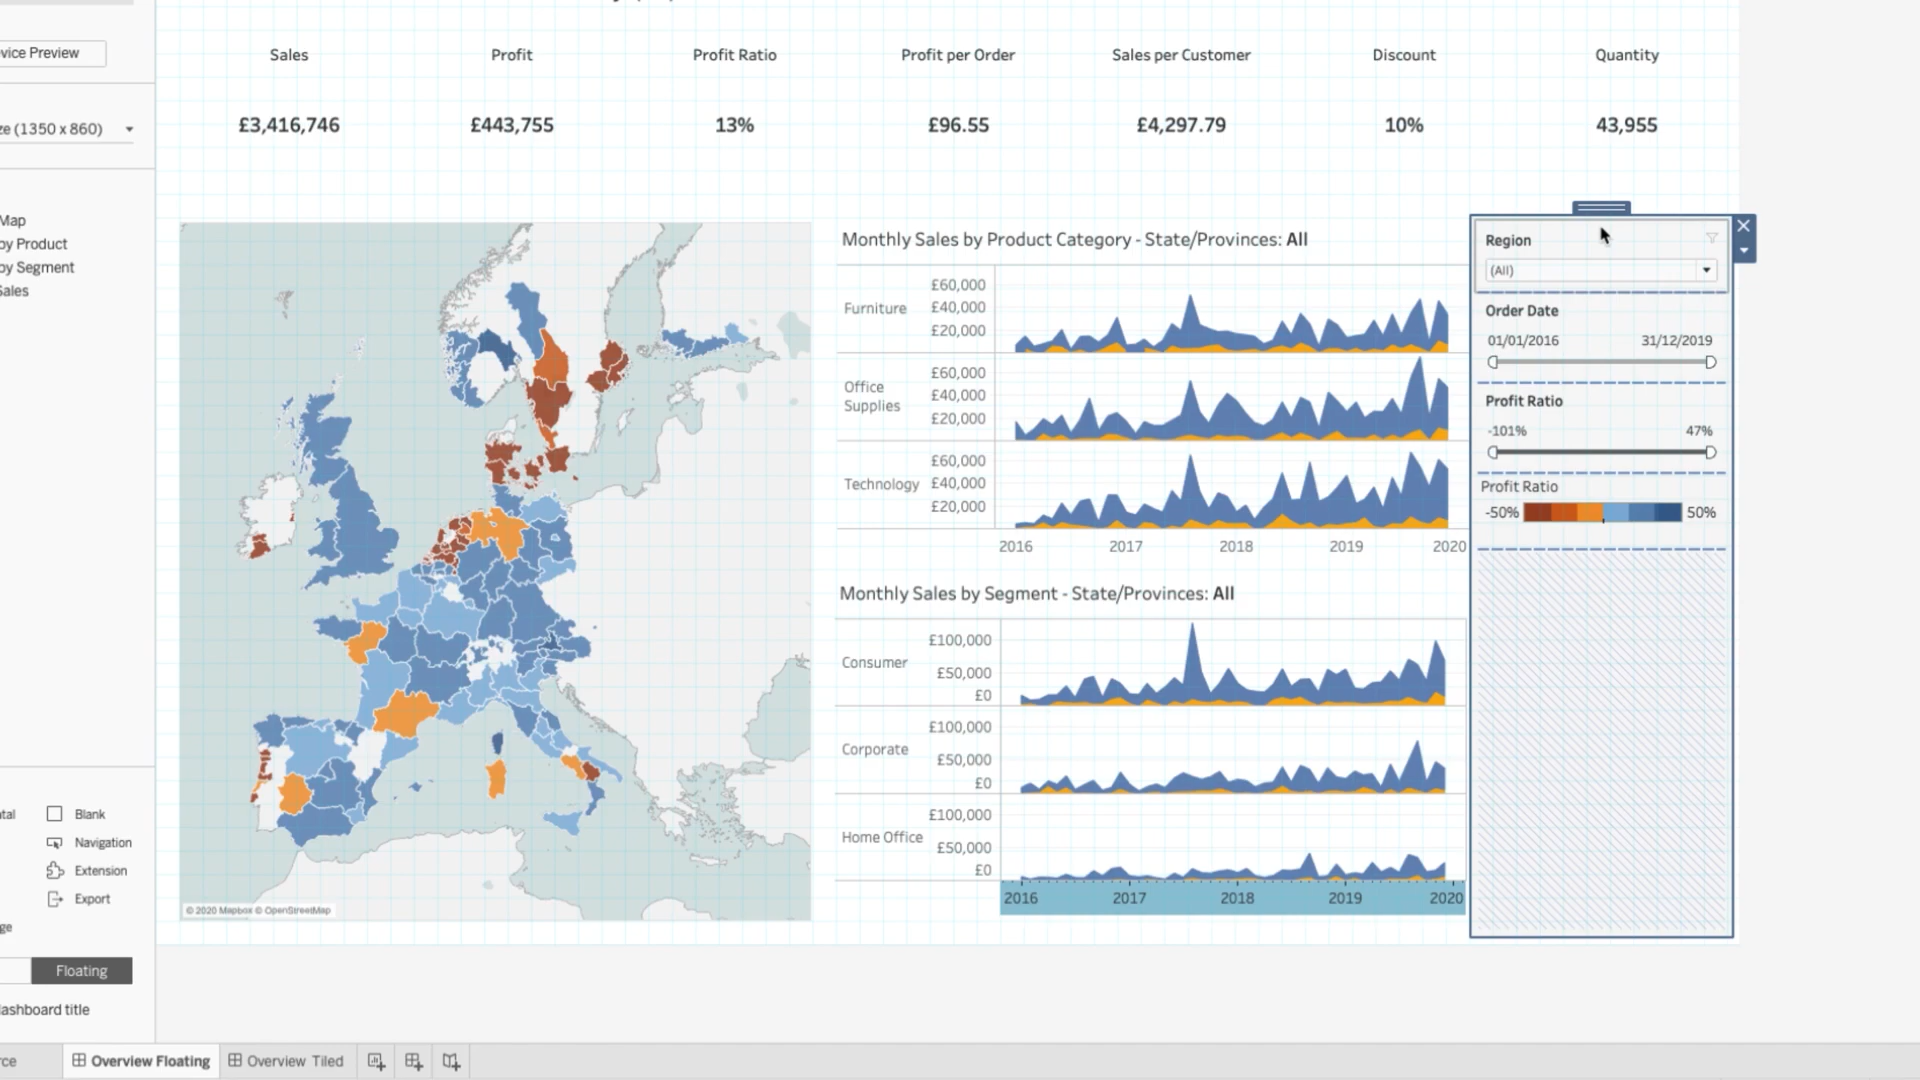 vice Preview
ze (1350 x 860)
Map
by Product
by Segment
Sales
tal
Blank
Navigation
Extension
Export
ge
Floating
ashboard title
Sales
Profit
Profit Ratio
Profit per Order
Sales per Customer
Discount
Quantity
£3,416,746
£443,755
13%
£96.55
£4,297.79
10%
43,955
© 2020 Mapbox © OpenStreetMap
Monthly Sales by Product Category - State/Provinces: All
Furniture
£60,000
£40,000
£20,000
Office
Supplies
£60,000
£40,000
£20,000
Technology
£60,000
£40,000
£20,000
2016 2017 2018 2019 2020
Monthly Sales by Segment - State/Provinces: All
Consumer
£100,000
£50,000
£0
Corporate
£100,000
£50,000
£0
Home Office
£100,000
£50,000
£0
2016 2017 2018 2019 2020
Region
(All)
Order Date
01/01/2016 31/12/2019
Profit Ratio
-101% 47%
Profit Ratio
-50% 50%
rce
Overview Floating
Overview Tiled